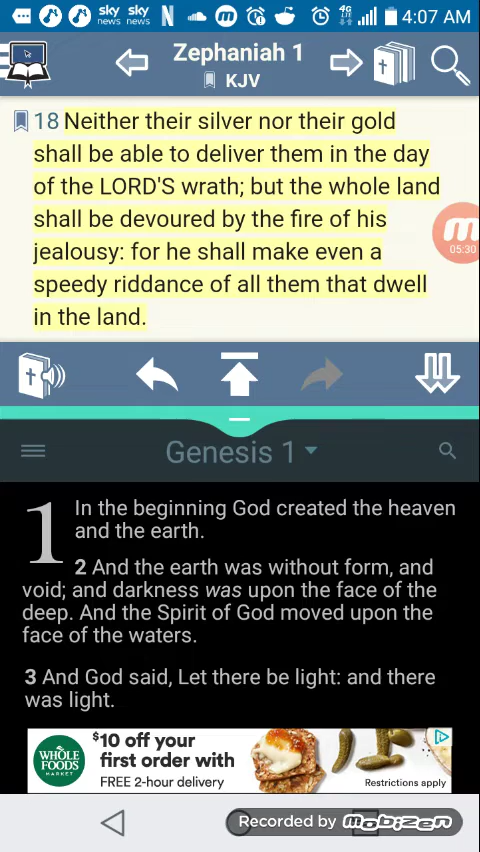 sky news sky news N 4G LTE 4:07 AM
Zephaniah 1
KJV
18 Neither their silver nor their gold
shall be able to deliver them in the day
of the LORD'S wrath; but the whole land
shall be devoured by the fire of his
jealousy: for he shall make even a
speedy riddance of all them that dwell
in the land.
05:30
Genesis 1
1 In the beginning God created the heaven
and the earth.
2 And the earth was without form, and
void; and darkness was upon the face of the
deep. And the Spirit of God moved upon the
face of the waters.
3 And God said, Let there be light: and there
was light.
WHOLE FOODS MARKET
$10 off your
first order with
FREE 2-hour delivery
Restrictions apply
Recorded by mobizen